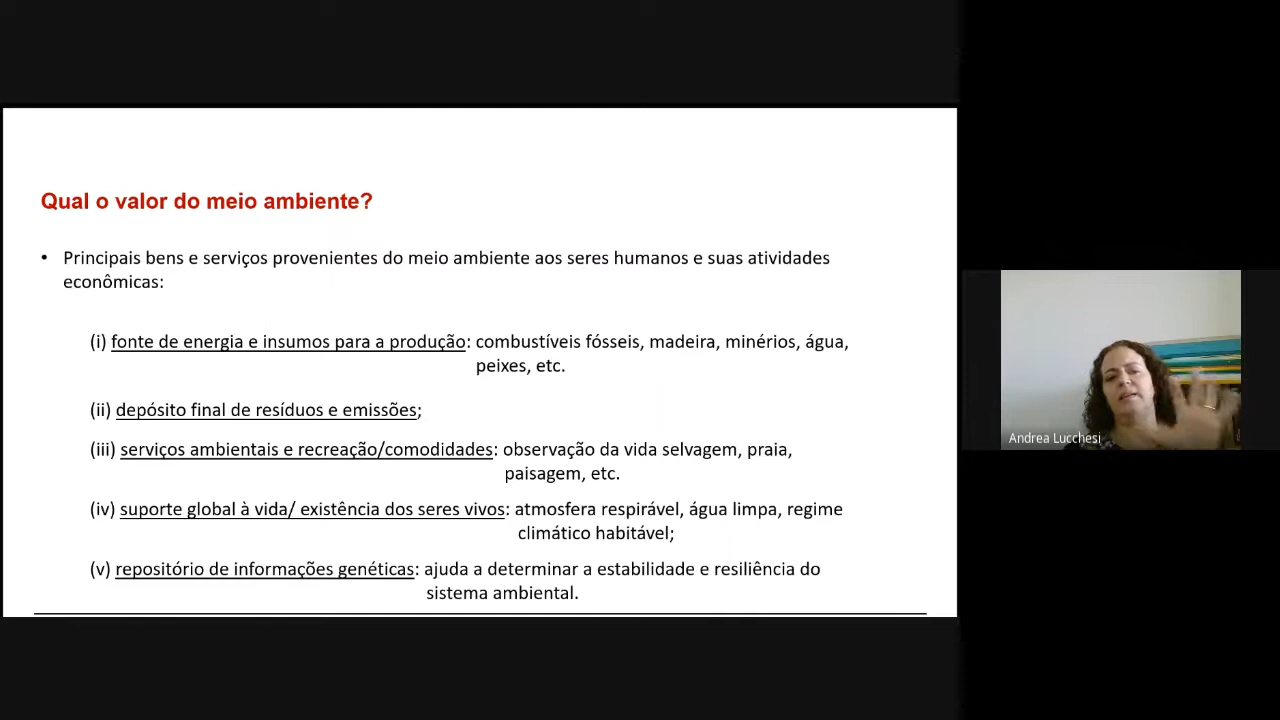 Qual o valor do meio ambiente?
• Principais bens e serviços provenientes do meio ambiente aos seres humanos e suas atividades
econômicas:
(i) fonte de energia e insumos para a produção: combustíveis fósseis, madeira, minérios, água,
peixes, etc.
(ii) depósito final de resíduos e emissões;
(iii) serviços ambientais e recreação/comodidades: observação da vida selvagem, praia,
paisagem, etc.
(iv) suporte global à vida/ existência dos seres vivos: atmosfera respirável, água limpa, regime
climático habitável;
(v) repositório de informações genéticas: ajuda a determinar a estabilidade e resiliência do
sistema ambiental.
Andrea Lucchesi